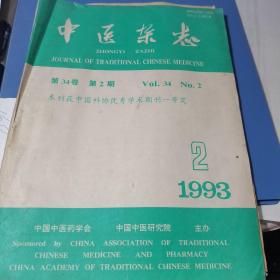 中医杂志
ZHONGYI ZAZHI
JOURNAL OF TRADITIONAL CHINESE MEDICINE
第34卷 第2期 Vol. 34 No. 2
本刊获中国科协优秀学术期刊一等奖
2
1993
中国中医药学会 中国中医研究院 主办
Sponsored by CHINA ASSOCIATION OF TRADITIONAL
CHINESE MEDICINE AND PHARMACY
CHINA ACADEMY OF TRADITIONAL CHINESE MEDICINE